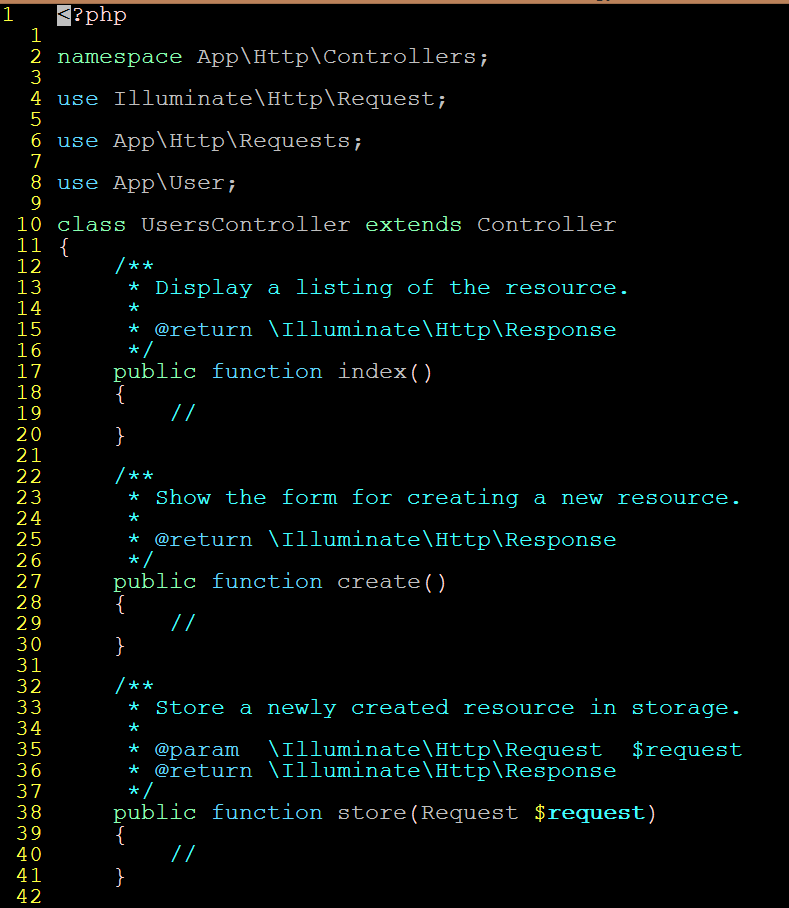 1   <?php
  1
  2 namespace App\Http\Controllers;
  3
  4 use Illuminate\Http\Request;
  5
  6 use App\Http\Requests;
  7
  8 use App\User;
  9
 10 class UsersController extends Controller
 11 {
 12     /**
 13      * Display a listing of the resource.
 14      *
 15      * @return \Illuminate\Http\Response
 16      */
 17     public function index()
 18     {
 19         //
 20     }
 21
 22     /**
 23      * Show the form for creating a new resource.
 24      *
 25      * @return \Illuminate\Http\Response
 26      */
 27     public function create()
 28     {
 29         //
 30     }
 31
 32     /**
 33      * Store a newly created resource in storage.
 34      *
 35      * @param  \Illuminate\Http\Request  $request
 36      * @return \Illuminate\Http\Response
 37      */
 38     public function store(Request $request)
 39     {
 40         //
 41     }
 42